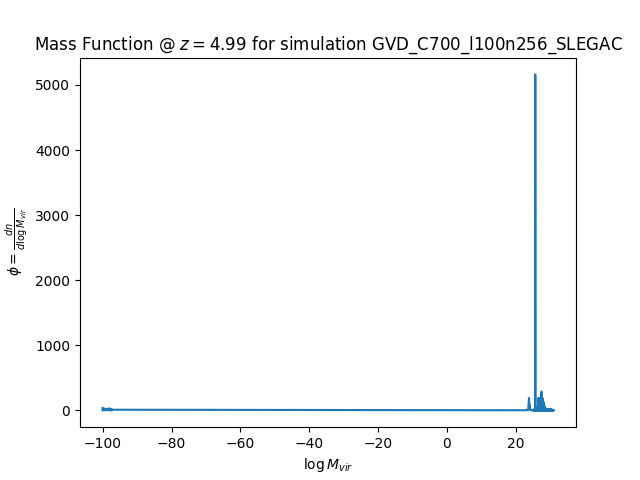 Mass Function @ z = 4.99 for simulation GVD_C700_l100n256_SLEGAC
5000
4000
3000
2000
1000
0
ϕ = dn / d log M_vir
−100 −80 −60 −40 −20 0 20
log M_vir